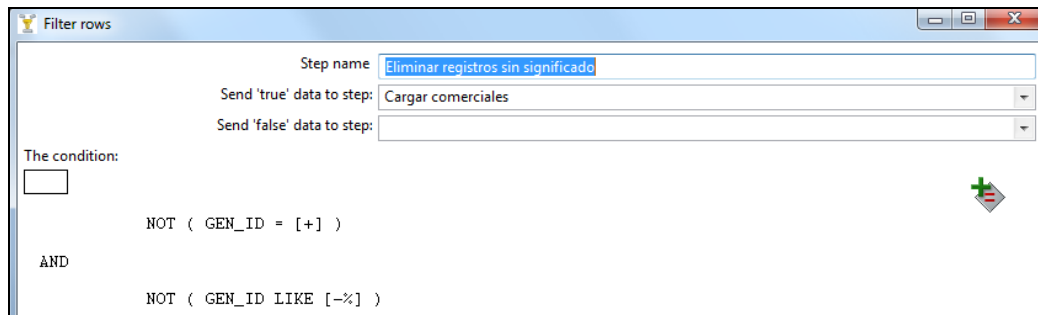 Filter rows
Step name Eliminar registros sin significado
Send 'true' data to step: Cargar comerciales
Send 'false' data to step:
The condition:
NOT ( GEN_ID = [+] )
AND
NOT ( GEN_ID LIKE [-%] )